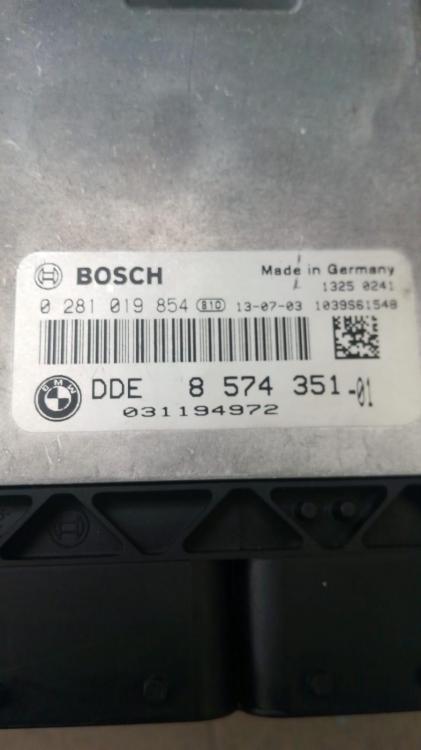 BOSCH Made in Germany
1325 0241
0 281 019 854 B10 13-07-03 1039S61548
BMW DDE 8 574 351-01
031194972